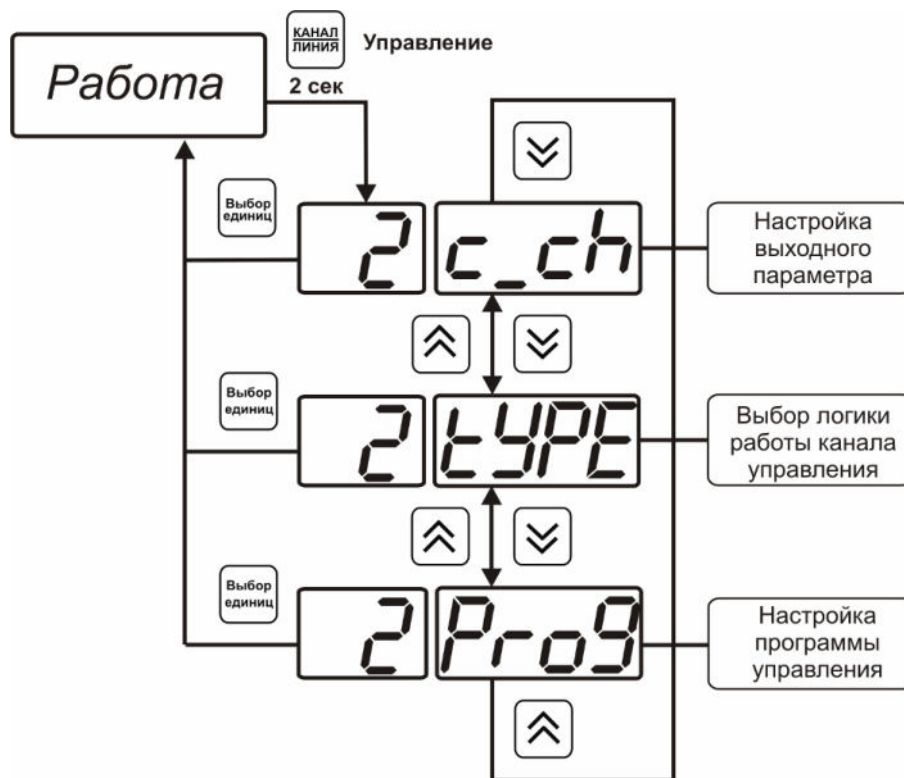 КАНАЛ
ЛИНИЯ
Управление
Работа
2 сек
Выбор
единиц
2
c_ch
Настройка
выходного
параметра
Выбор
единиц
2
tYPE
Выбор логики
работы канала
управления
Выбор
единиц
2
Prog
Настройка
программы
управления